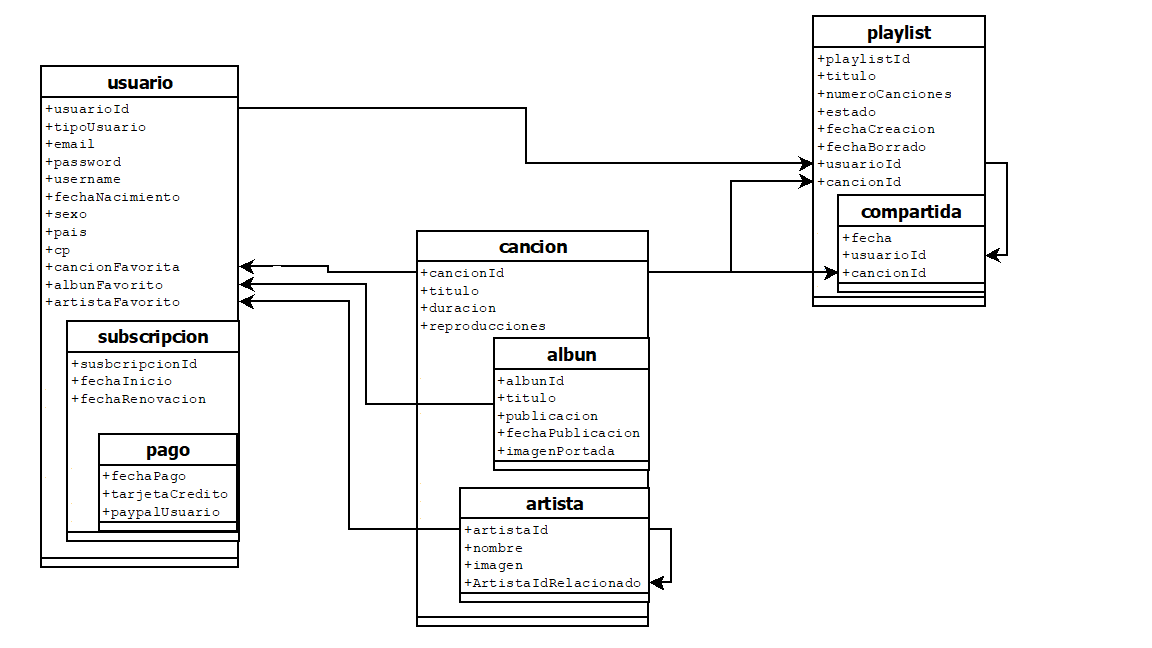 usuario
+usuarioId
+tipoUsuario
+email
+password
+username
+fechaNacimiento
+sexo
+pais
+cp
+cancionFavorita
+albunFavorito
+artistaFavorito
subscripcion
+susbcripcionId
+fechaInicio
+fechaRenovacion
pago
+fechaPago
+tarjetaCredito
+paypalUsuario
cancion
+cancionId
+titulo
+duracion
+reproducciones
albun
+albunId
+titulo
+publicacion
+fechaPublicacion
+imagenPortada
artista
+artistaId
+nombre
+imagen
+ArtistaIdRelacionado
playlist
+playlistId
+titulo
+numeroCanciones
+estado
+fechaCreacion
+fechaBorrado
+usuarioId
+cancionId
compartida
+fecha
+usuarioId
+cancionId